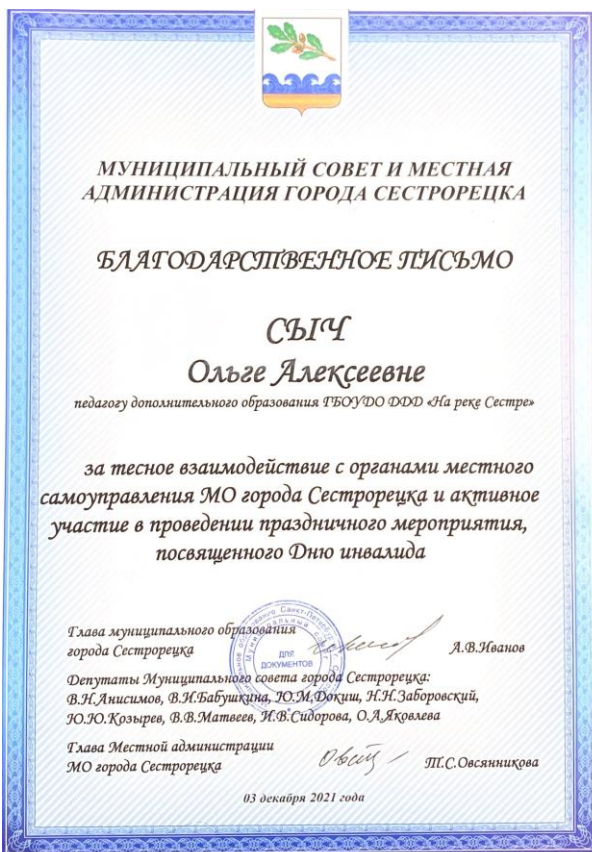 МУНИЦИПАЛЬНЫЙ СОВЕТ И МЕСТНАЯ
АДМИНИСТРАЦИЯ ГОРОДА СЕСТРОРЕЦКА
БЛАГОДАРСТВЕННОЕ ПИСЬМО
СЫЧ
Ольге Алексеевне
педагогу дополнительного образования ГБОУДО ДДД «На реке Сестре»
за тесное взаимодействие с органами местного
самоуправления МО города Сестрорецка и активное
участие в проведении праздничного мероприятия,
посвященного Дню инвалида
Глава муниципального образования
города Сестрорецка А.В.Иванов
Депутаты Муниципального совета города Сестрорецка:
В.Н.Анисимов, В.И.Бабушкина, Ю.М.Докиш, Н.Н.Заборовский,
Ю.Ю.Козырев, В.В.Матвеев, И.В.Сидорова, О.А.Яковлева
Глава Местной администрации
МО города Сестрорецка Т.С.Овсянникова
03 декабря 2021 года
ДЛЯ
ДОКУМЕНТОВ